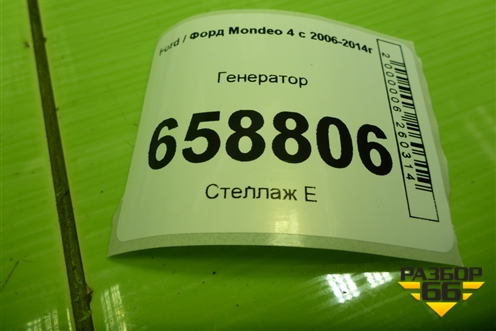 Ford / Форд Mondeo 4 с 2006-2014г
Генератор
658806
Стеллаж Е
2000006260314
РАЗБОР
66